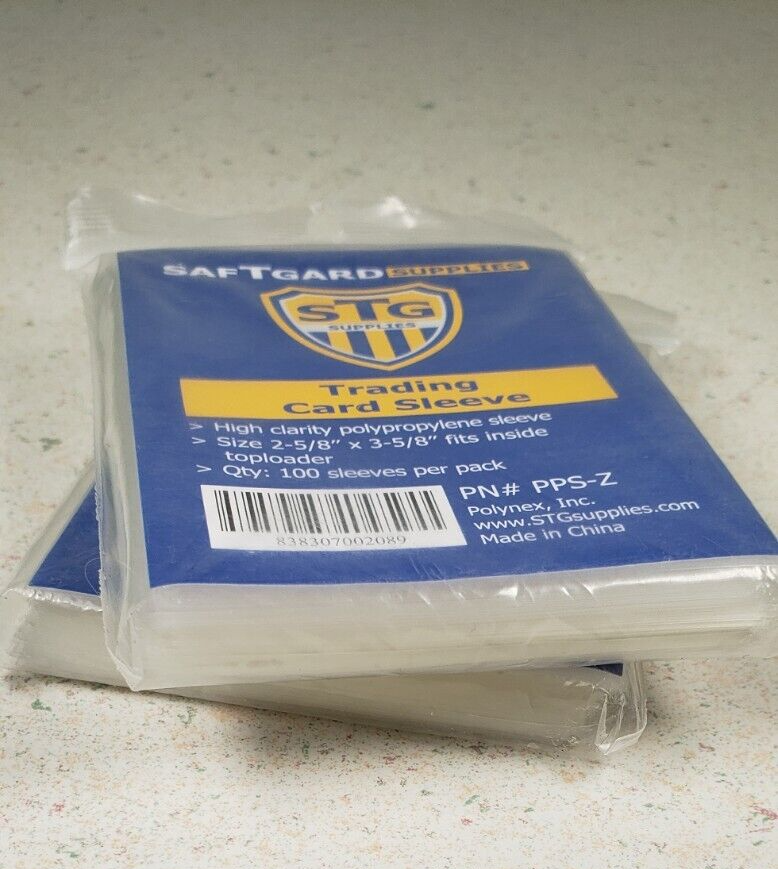 SAFTGARD SUPPLIES
STG
SUPPLIES
Trading
Card Sleeve
> High clarity polypropylene sleeve
> Size 2-5/8" x 3-5/8" fits inside
toploader
> Qty: 100 sleeves per pack
838307002089
PN# PPS-Z
Polynex, Inc.
www.STGsupplies.com
Made in China